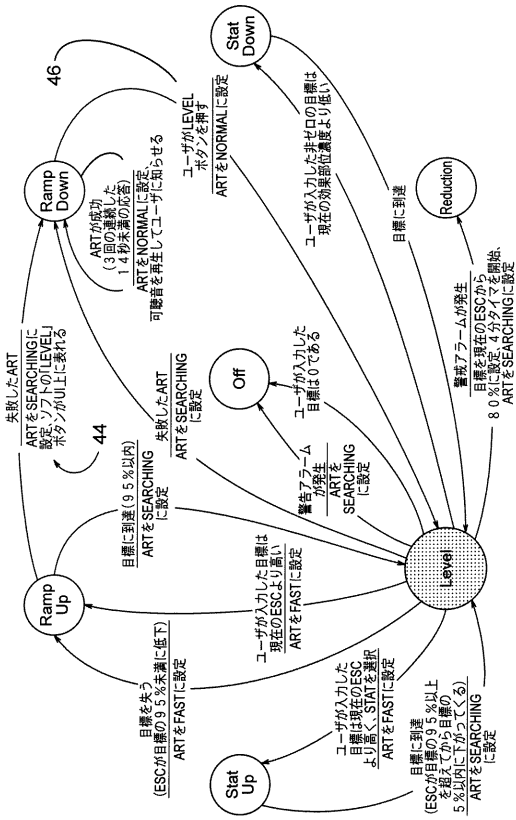 46
Stat
Down
ユーザがLEVEL
ボタンを押す
ARTをNORMALに設定
ユーザが入力した非ゼロの目標は
現在の効果部位濃度より低い
目標に到達
Ramp
Down
ARTが成功
(3回の連続した
14秒未満の応答)
ARTをNORMALに設定、
可聴音を再生してユーザに知らせる
Reduction
警戒アラームが発生
目標を現在のESCから
80%に設定、4分タイマを開始、
ARTをSEARCHINGに設定
失敗したART
ARTをSEARCHINGに
設定、ソフトの「LEVEL」
ボタンがUI上に表れる
44
失敗したART
ARTをSEARCHING
に設定
Off
ユーザが入力した
目標は0である
警告アラーム
が発生
ARTを
SEARCHING
に設定
目標に到達(95%以内)
ARTをSEARCHING
に設定
Ramp
Up
ユーザが入力した目標は
現在のESCより高い
ARTをFASTに設定
Level
目標を失う
(ESCが目標の95%未満に低下)
ARTをFASTに設定
ユーザが入力した
目標は現在のESC
より高く、STATを選択
ARTをFASTに設定
Stat
Up
目標に到達
(ESCが目標の95%以上
を超えてから目標の
5%以内に下がってくる)
ARTをSEARCHING
に設定